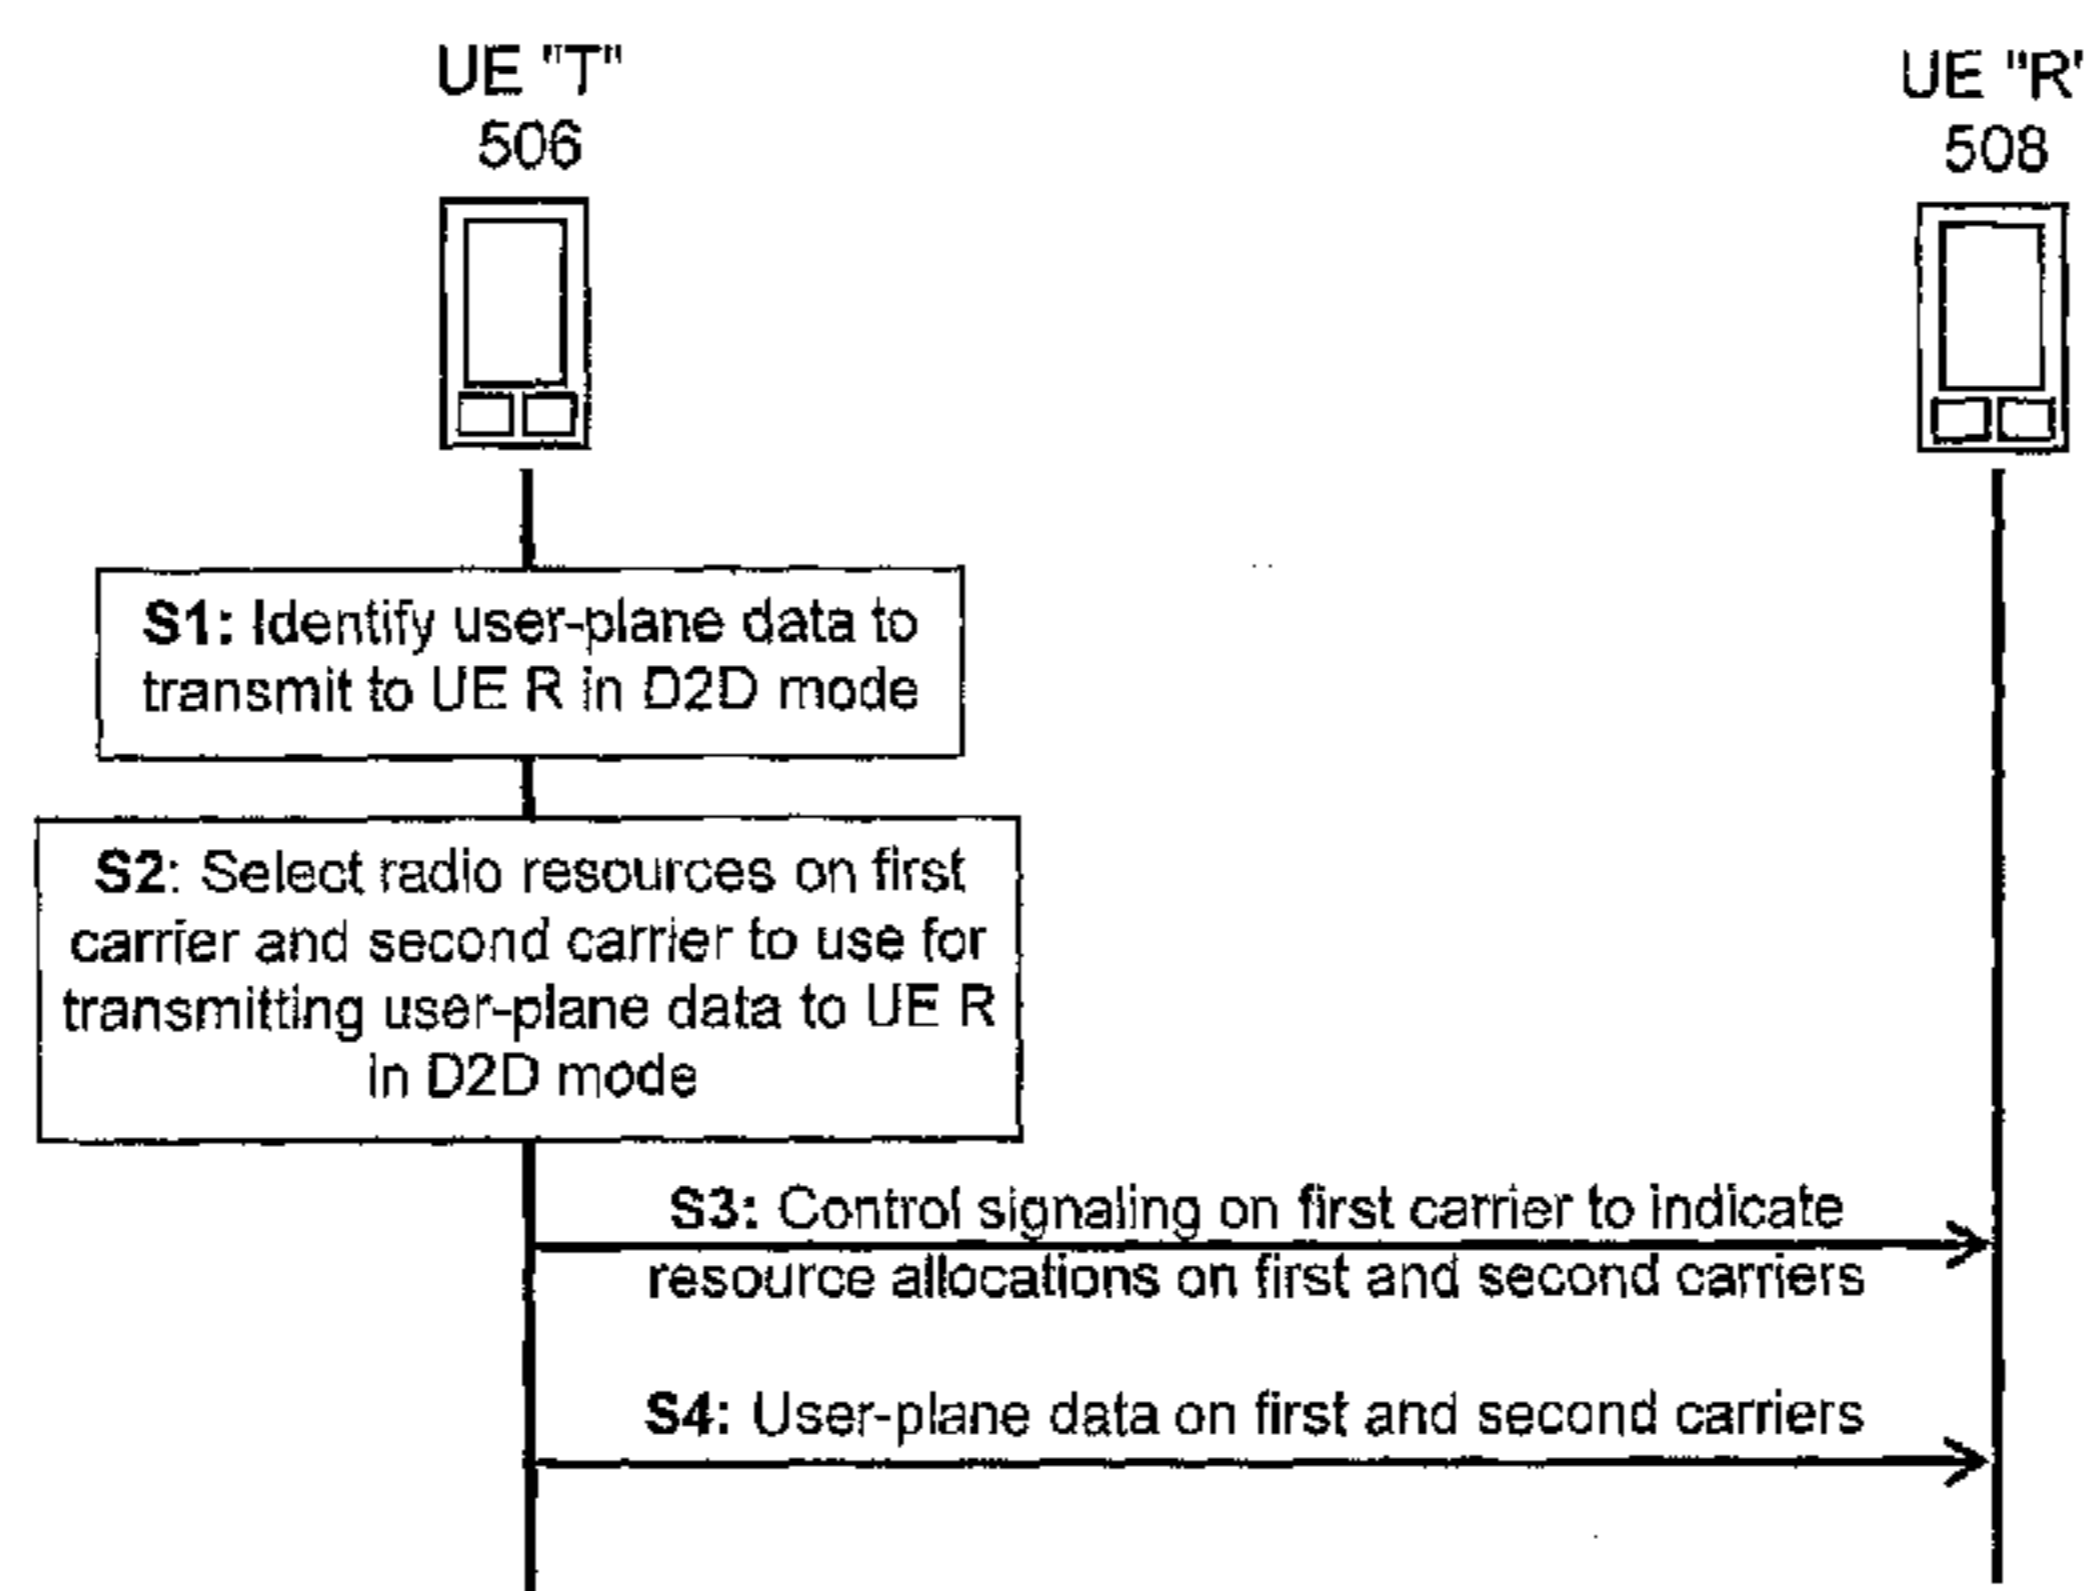 UE "T"
506
UE "R"
508
S1: Identify user-plane data to
transmit to UE R in D2D mode
S2: Select radio resources on first
carrier and second carrier to use for
transmitting user-plane data to UE R
in D2D mode
S3: Control signaling on first carrier to indicate
resource allocations on first and second carriers
S4: User-plane data on first and second carriers